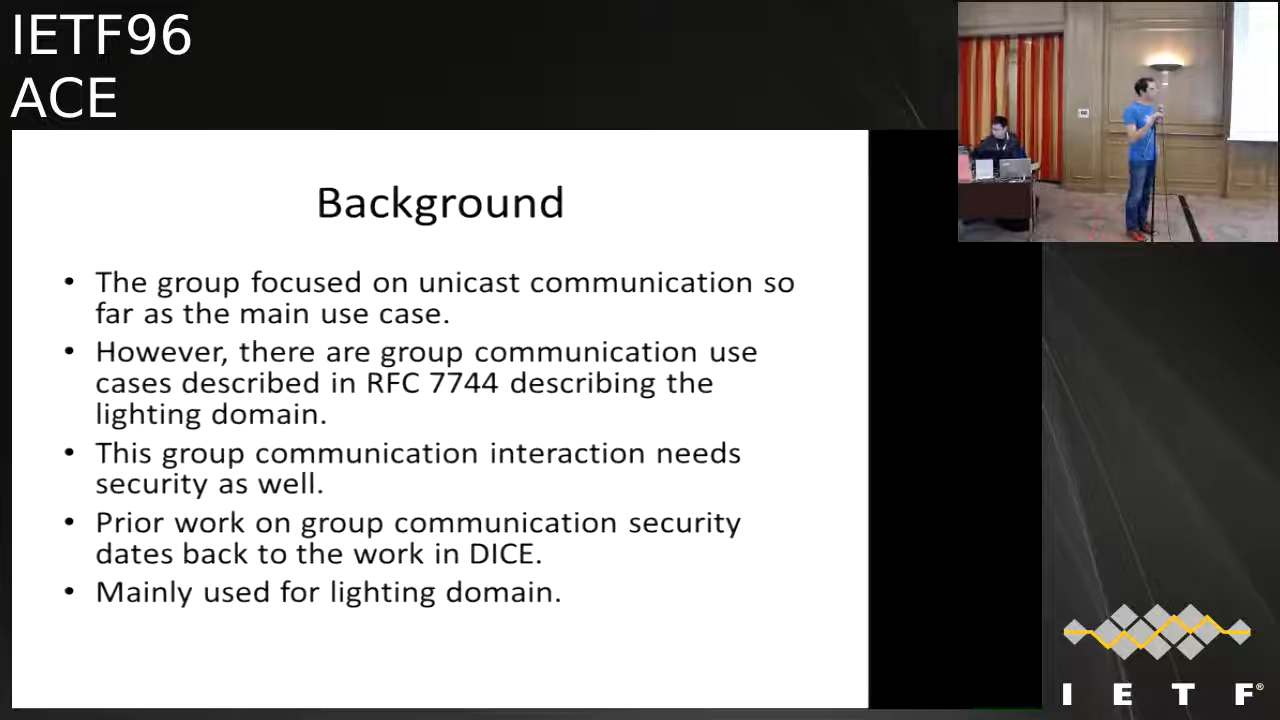 IETF96
ACE
Background
• The group focused on unicast communication so
far as the main use case.
• However, there are group communication use
cases described in RFC 7744 describing the
lighting domain.
• This group communication interaction needs
security as well.
• Prior work on group communication security
dates back to the work in DICE.
• Mainly used for lighting domain.
I E T F®